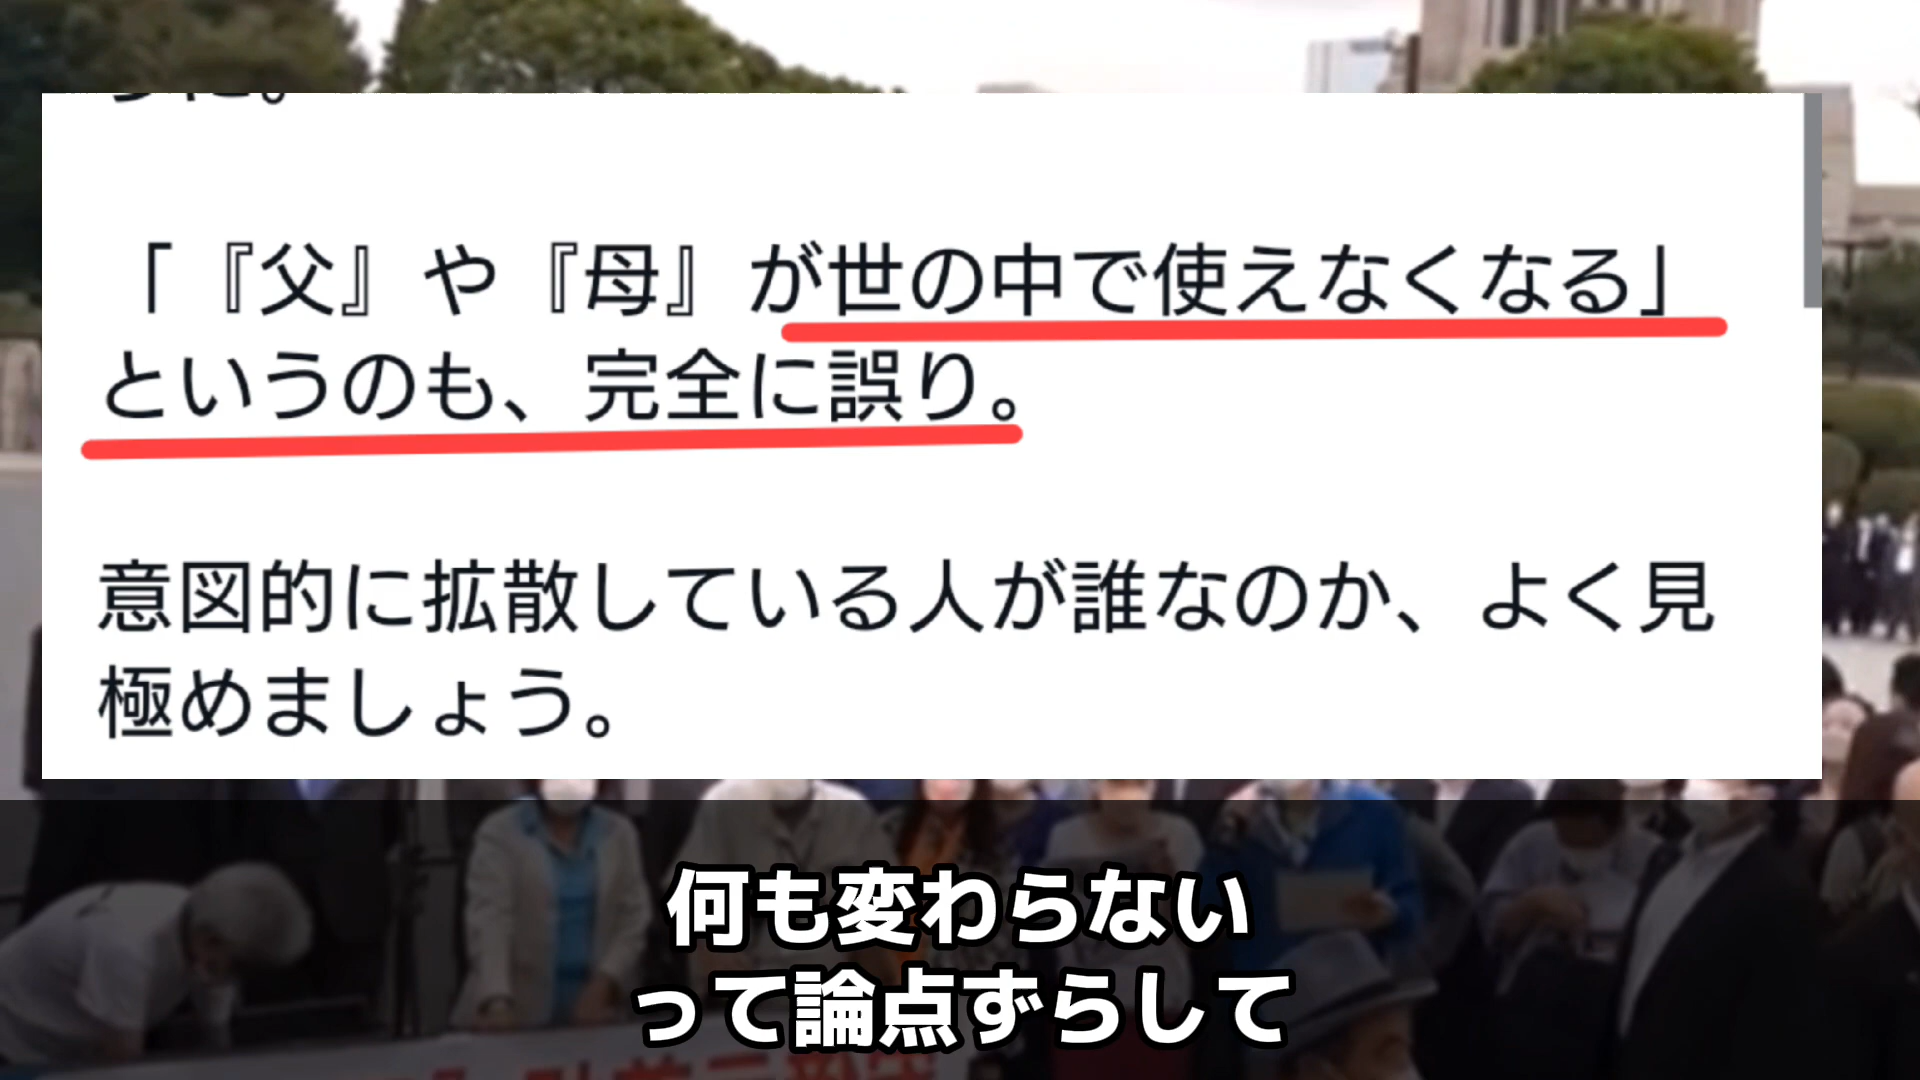 「『父』や『母』が世の中で使えなくなる」
というのも、完全に誤り。
意図的に拡散している人が誰なのか、よく見
極めましょう。
何も変わらない
って論点ずらして